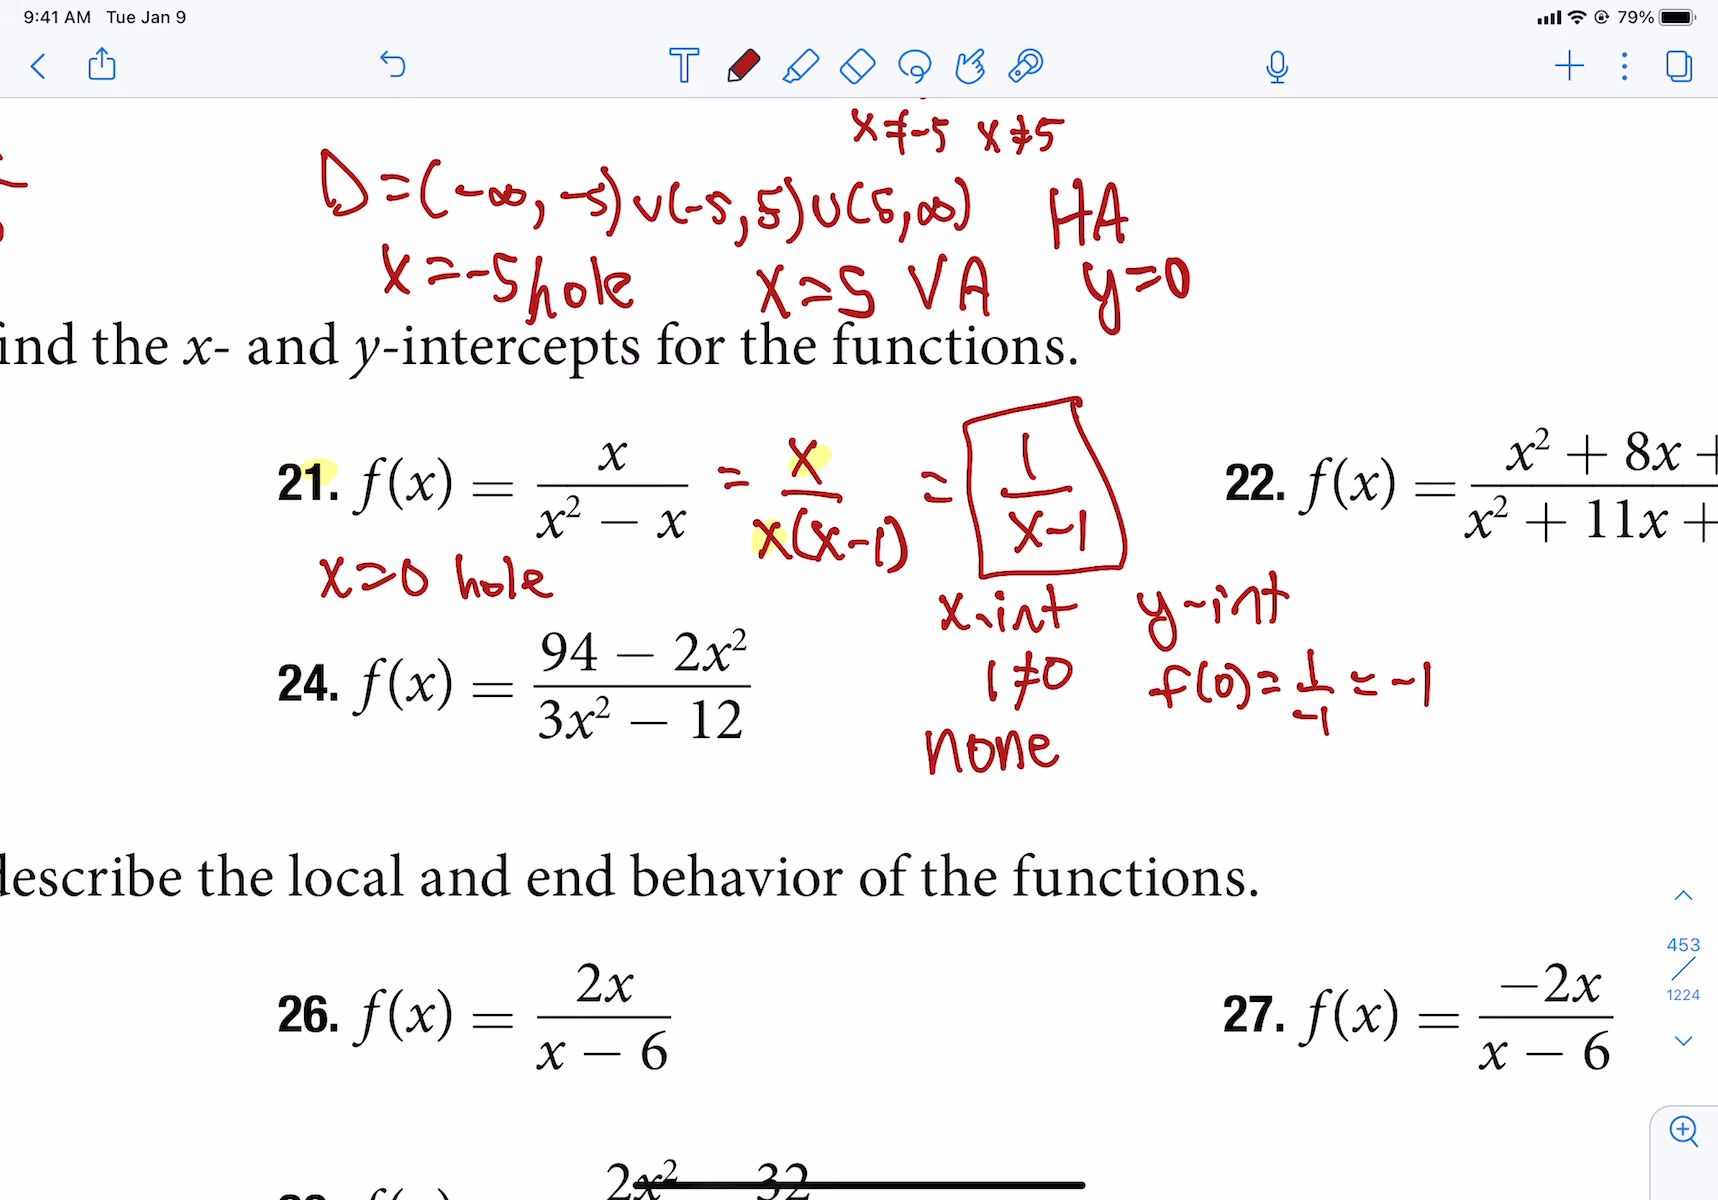 9:41 AM Tue Jan 9 79%
x≠-5 x≠5
D=(-∞, -5)∪(-5,5)∪(5,∞) HA
x=-5 hole x=5 VA y=0
ind the x- and y-intercepts for the functions.
21. f(x) = x / (x² − x) = x / x(x-1) = 1 / x-1
22. f(x) = x² + 8x + / x² + 11x +
x=0 hole
x-int y-int
1≠0 f(0)= 1/-1 = -1
none
24. f(x) = 94 − 2x² / 3x² − 12
describe the local and end behavior of the functions.
453 / 1224
26. f(x) = 2x / x − 6
27. f(x) = −2x / x − 6
2x² 32